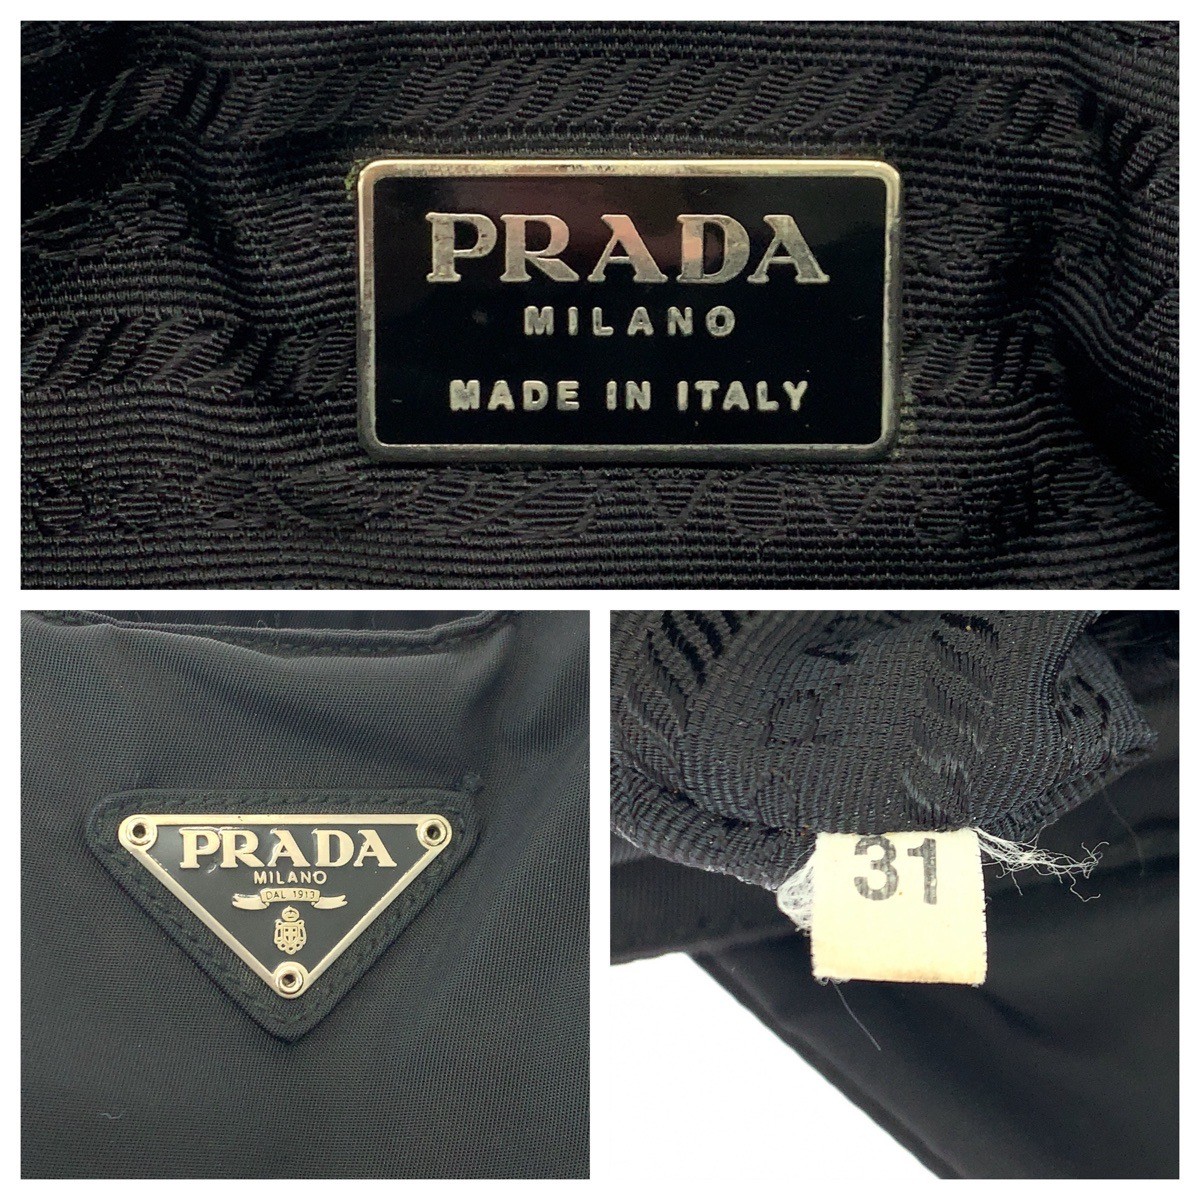 PRADA
MILANO
MADE IN ITALY
PRADA
MILANO
DAL 1913
31